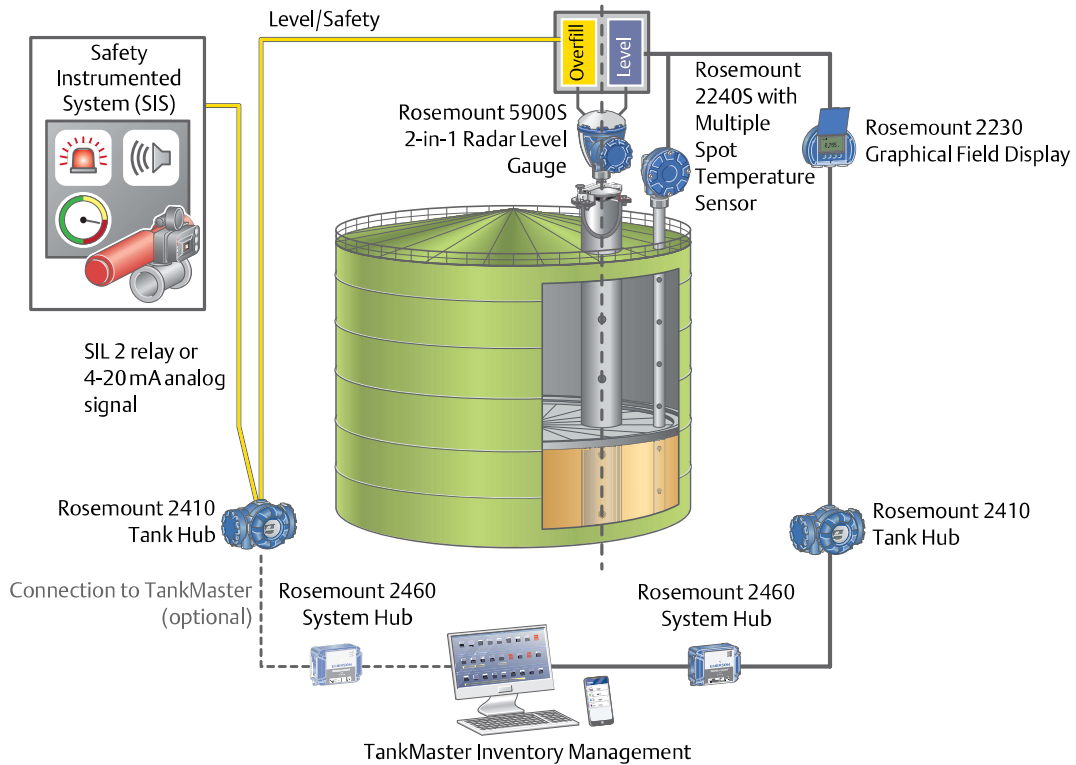 Level/Safety
Safety
Instrumented
System (SIS)
Overfill
Level
Rosemount 5900S
2-in-1 Radar Level
Gauge
Rosemount
2240S with
Multiple
Spot
Temperature
Sensor
Rosemount 2230
Graphical Field Display
SIL 2 relay or
4-20 mA analog
signal
Rosemount 2410
Tank Hub
Rosemount 2410
Tank Hub
Connection to TankMaster
(optional)
Rosemount 2460
System Hub
Rosemount 2460
System Hub
EMERSON
TankMaster Inventory Management